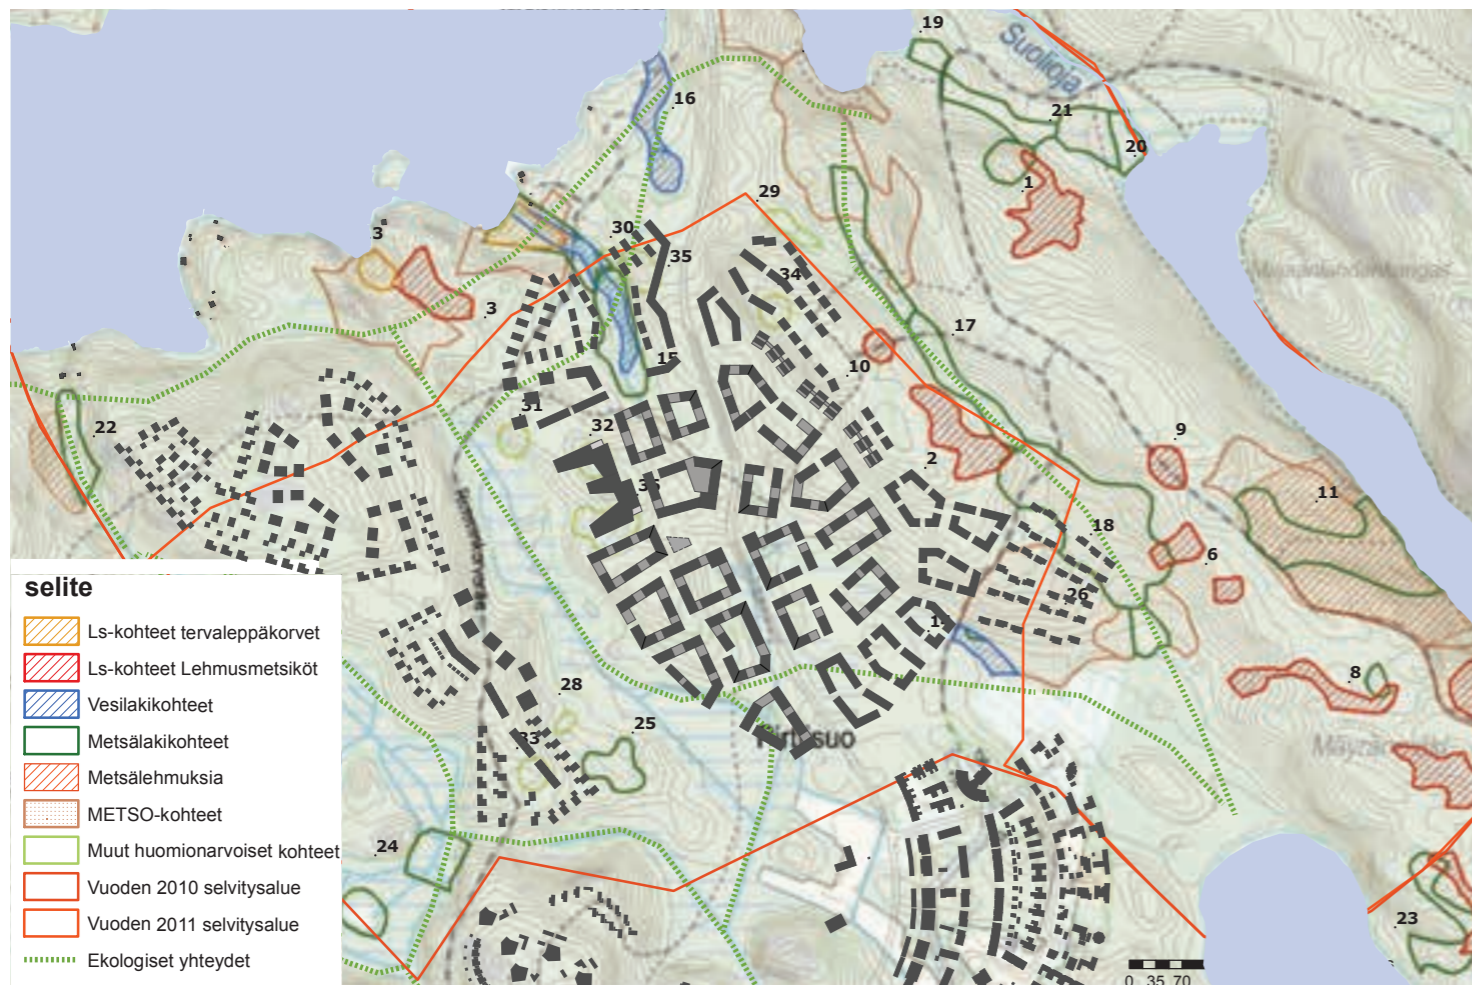 19
Suolioja
16
21
20
1
29
3
30
35
34
3
17
15
10
31
32
22
9
2
36
11
18
6
26
selite
Ls-kohteet tervaleppäkorvet
Ls-kohteet Lehmusmetsiköt
Vesilakikohteet
Metsälakikohteet
Metsälehmuksia
METSO-kohteet
Muut huomionarvoiset kohteet
Vuoden 2010 selvitysalue
Vuoden 2011 selvitysalue
Ekologiset yhteydet
28
8
25
33
24
23
0 35 70